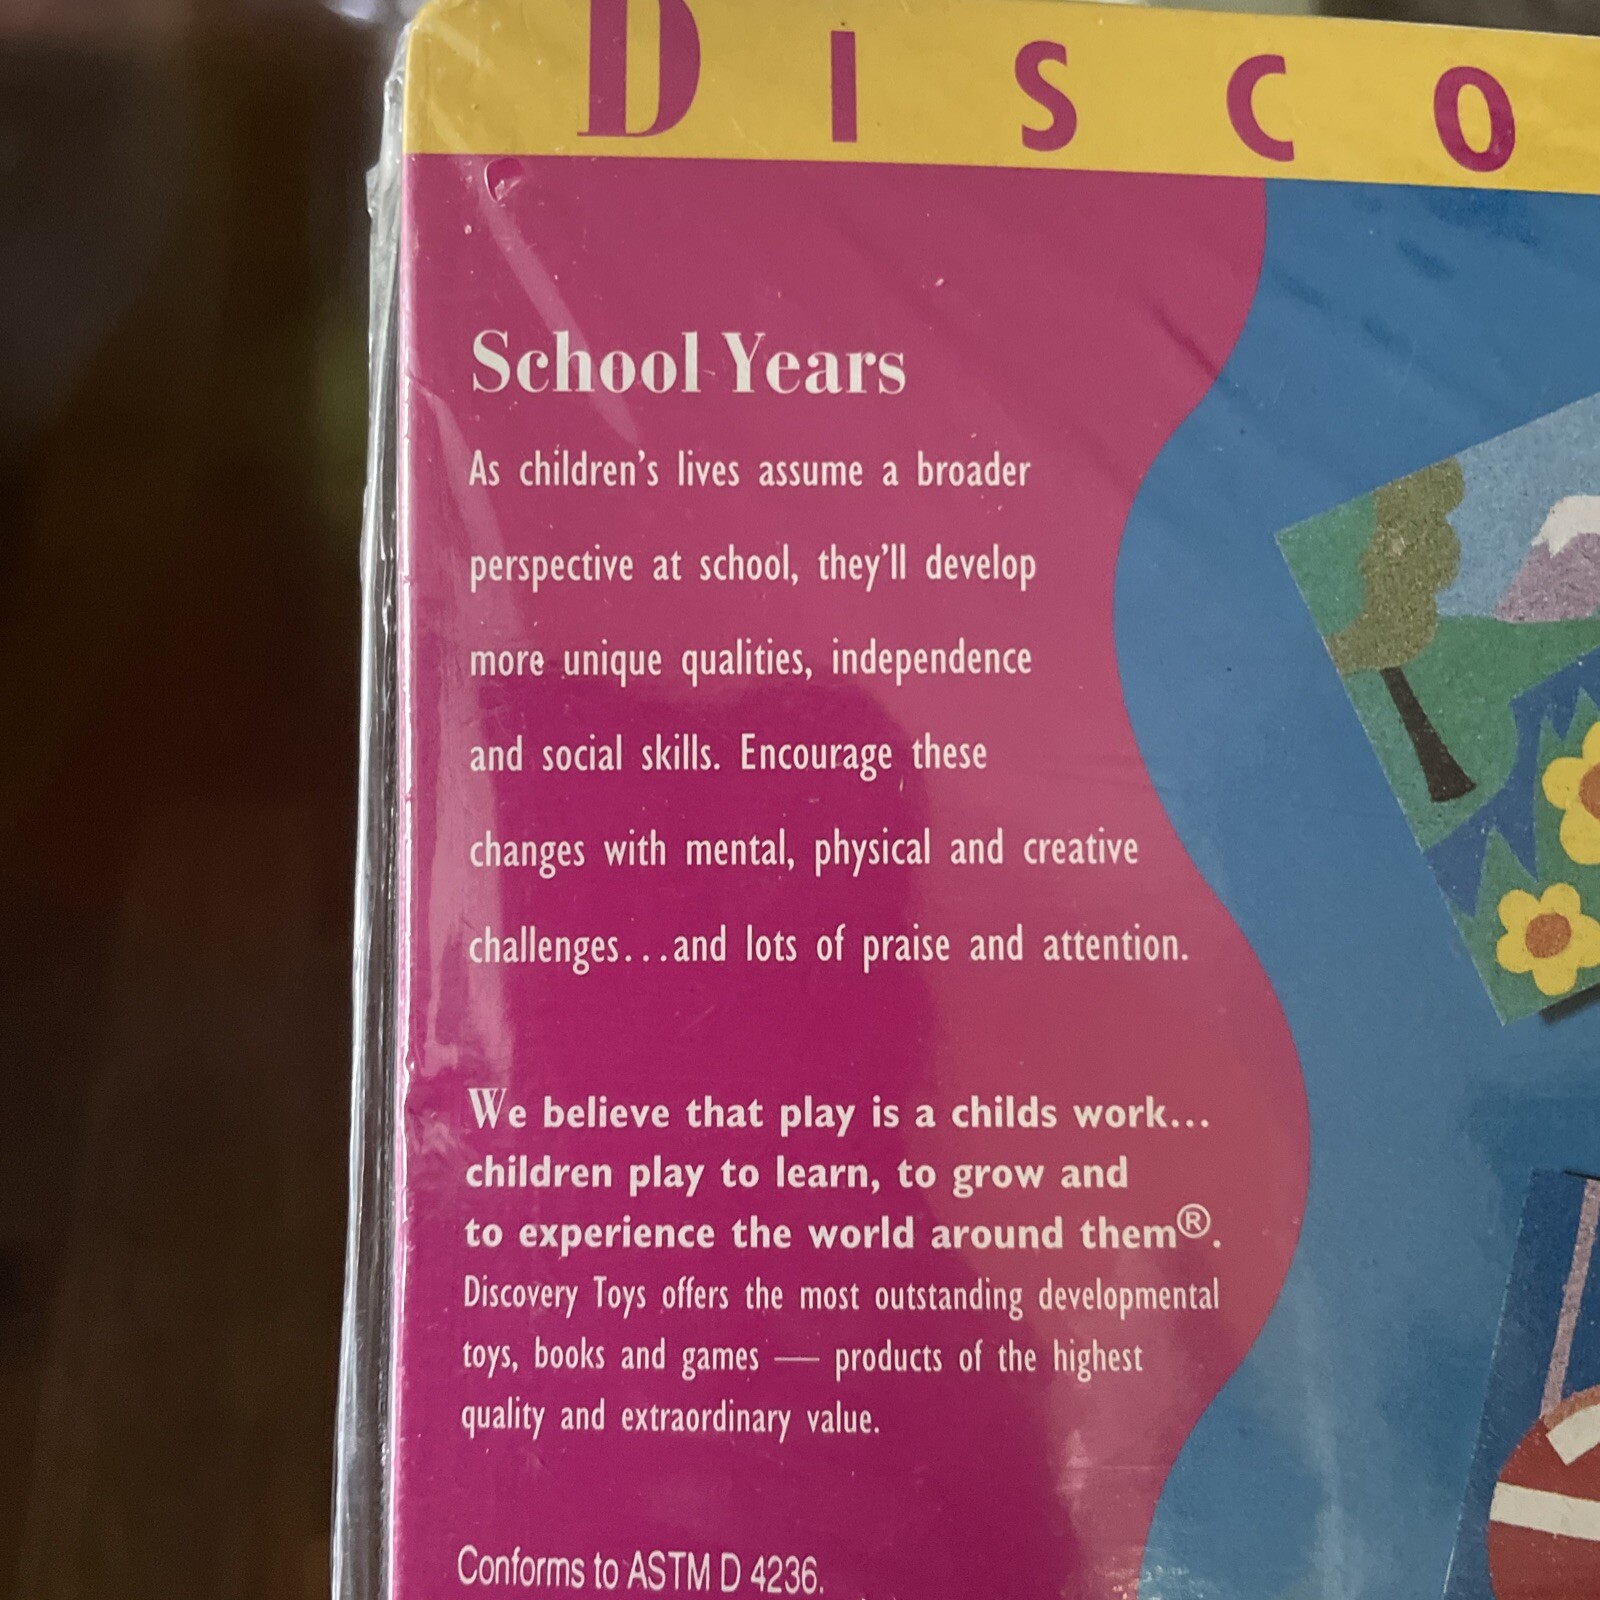 DISCO
School Years
As children's lives assume a broader
perspective at school, they'll develop
more unique qualities, independence
and social skills. Encourage these
changes with mental, physical and creative
challenges...and lots of praise and attention.
We believe that play is a childs work...
children play to learn, to grow and
to experience the world around them®.
Discovery Toys offers the most outstanding developmental
toys, books and games — products of the highest
quality and extraordinary value.
Conforms to ASTM D 4236.